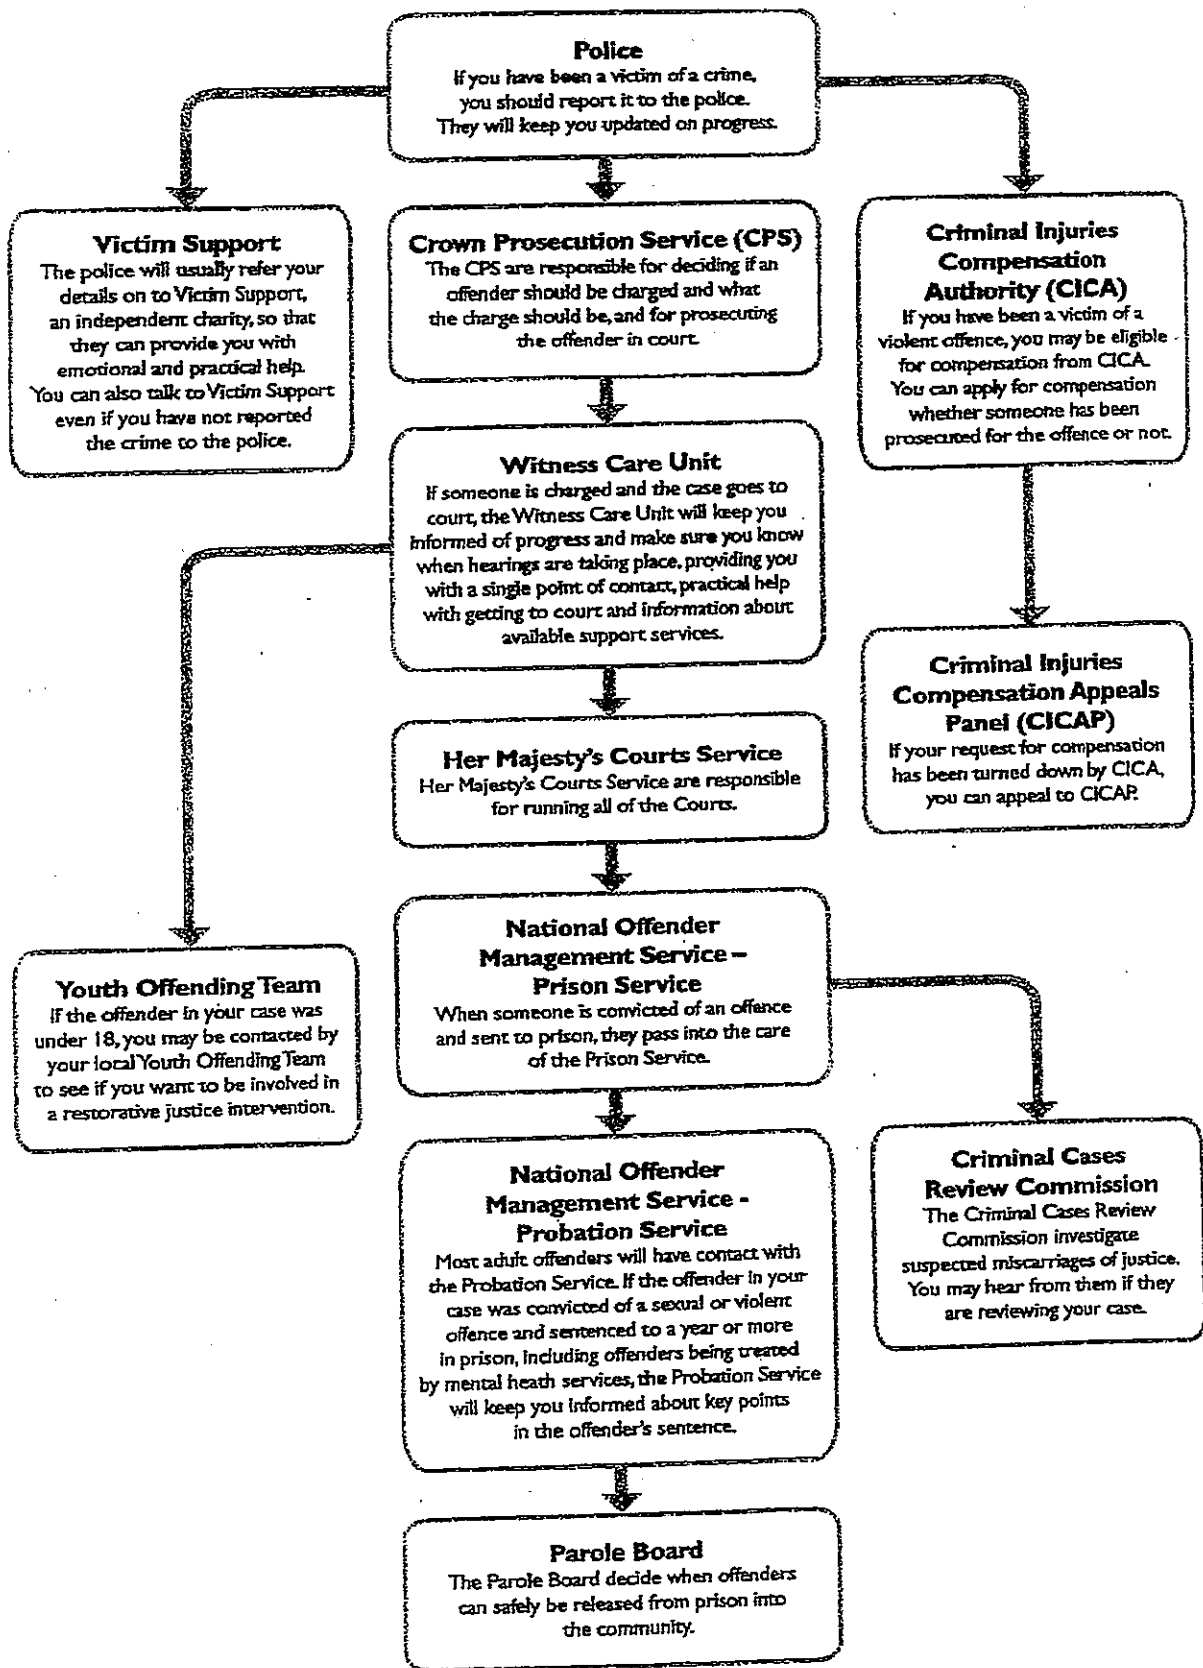 Police
If you have been a victim of a crime,
you should report it to the police.
They will keep you updated on progress.
Victim Support
The police will usually refer your
details on to Victim Support,
an independent charity, so that
they can provide you with
emotional and practical help.
You can also talk to Victim Support
even if you have not reported
the crime to the police.
Crown Prosecution Service (CPS)
The CPS are responsible for deciding if an
offender should be charged and what
the charge should be, and for prosecuting
the offender in court.
Criminal Injuries
Compensation
Authority (CICA)
If you have been a victim of a
violent offence, you may be eligible
for compensation from CICA.
You can apply for compensation
whether someone has been
prosecuted for the offence or not.
Witness Care Unit
If someone is charged and the case goes to
court, the Witness Care Unit will keep you
informed of progress and make sure you know
when hearings are taking place, providing you
with a single point of contact, practical help
with getting to court and information about
available support services.
Criminal Injuries
Compensation Appeals
Panel (CICAP)
If your request for compensation
has been turned down by CICA,
you can appeal to CICAP.
Her Majesty's Courts Service
Her Majesty's Courts Service are responsible
for running all of the Courts.
National Offender
Management Service –
Prison Service
When someone is convicted of an offence
and sent to prison, they pass into the care
of the Prison Service.
Youth Offending Team
If the offender in your case was
under 18, you may be contacted by
your local Youth Offending Team
to see if you want to be involved in
a restorative justice intervention.
National Offender
Management Service -
Probation Service
Most adult offenders will have contact with
the Probation Service. If the offender in your
case was convicted of a sexual or violent
offence and sentenced to a year or more
in prison, including offenders being treated
by mental heath services, the Probation Service
will keep you informed about key points
in the offender's sentence.
Criminal Cases
Review Commission
The Criminal Cases Review
Commission investigate
suspected miscarriages of justice.
You may hear from them if they
are reviewing your case.
Parole Board
The Parole Board decide when offenders
can safely be released from prison into
the community.